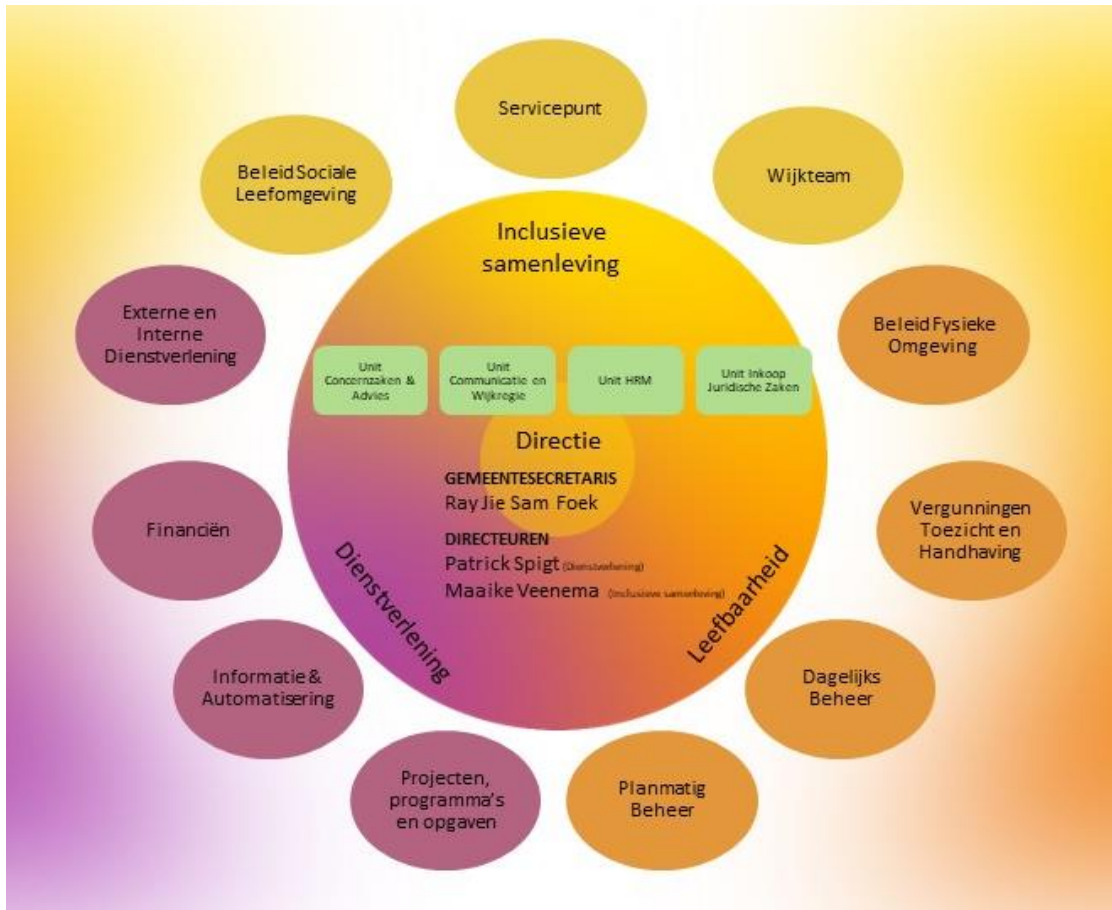 Servicepunt
Beleid Sociale
Leefomgeving
Wijkteam
Inclusieve
samenleving
Externe en
Interne
Dienstverlening
Beleid Fysieke
Omgeving
Unit
Concernzaken &
Advies
Unit
Communicatie en
Wijkregie
Unit HRM
Unit Inkoop
Juridische Zaken
Directie
GEMEENTESECRETARIS
Ray Jie Sam Foek
DIRECTEUREN
Patrick Spigt (Dienstverlening)
Maaike Veenema (Inclusieve samenleving)
Financiën
Vergunningen
Toezicht en
Handhaving
Dienstverlening
Leefbaarheid
Informatie &
Automatisering
Dagelijks
Beheer
Projecten,
programma's
en opgaven
Planmatig
Beheer